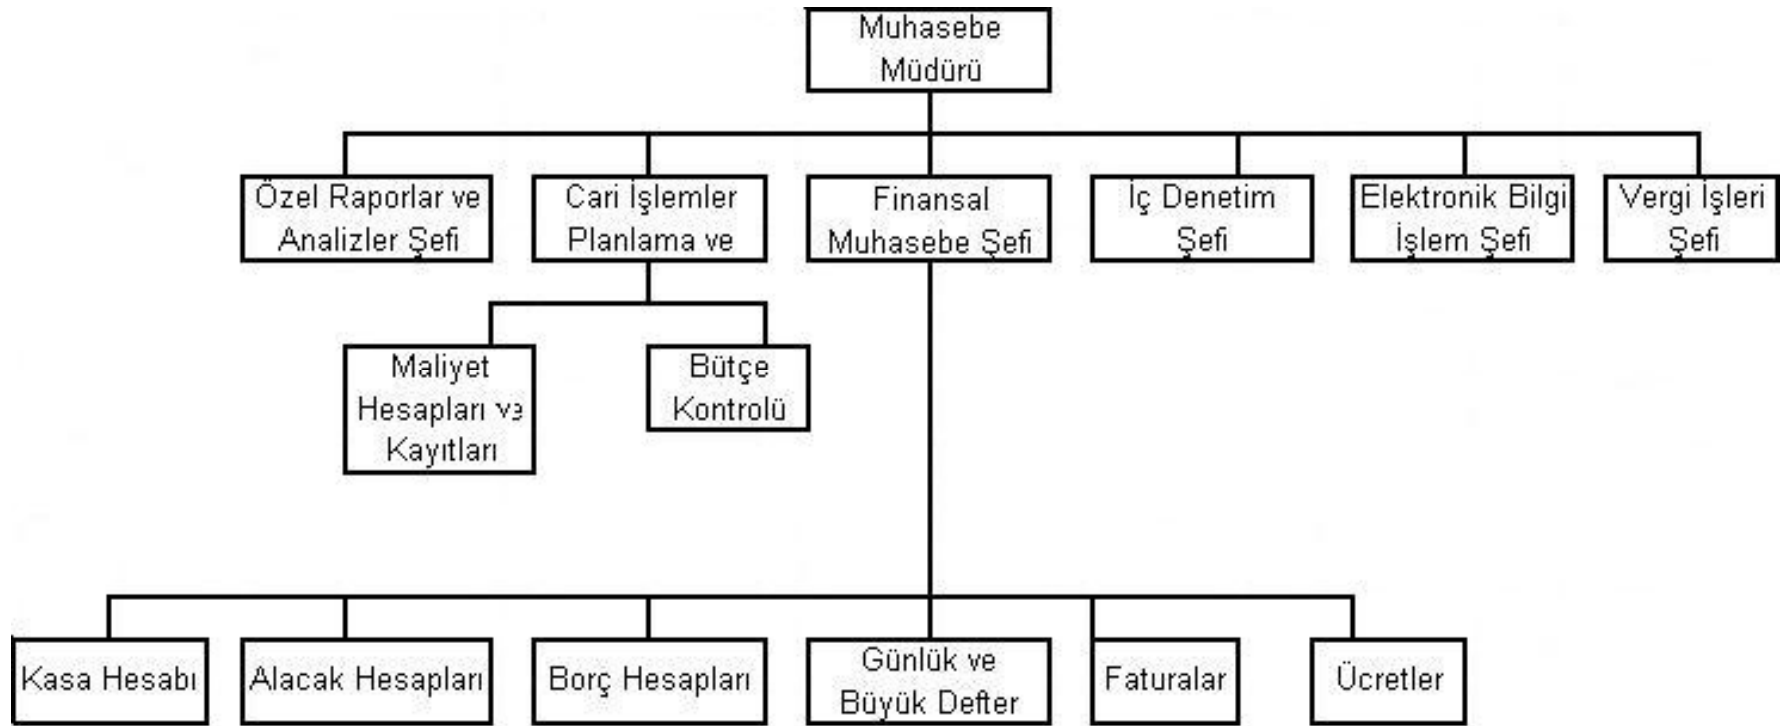 Muhasebe
Müdürü
Özel Raporlar ve
Analizler Şefi
Cari İşlemler
Planlama ve
Finansal
Muhasebe Şefi
İç Denetim
Şefi
Elektronik Bilgi
İşlem Şefi
Vergi İşleri
Şefi
Maliyet
Hesapları ve
Kayıtları
Bütçe
Kontrolü
Kasa Hesabı
Alacak Hesapları
Borç Hesapları
Günlük ve
Büyük Defter
Faturalar
Ücretler